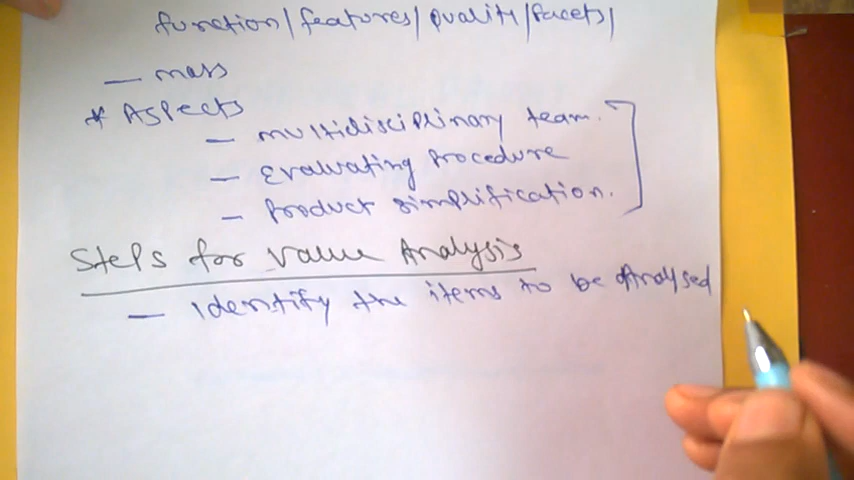 function/features/quality/facets/
— mass
* Aspects
— multidisciplinary team.
— Evaluating procedure
— product simplification.
Steps for value Analysis
— Identify the items to be Analysed